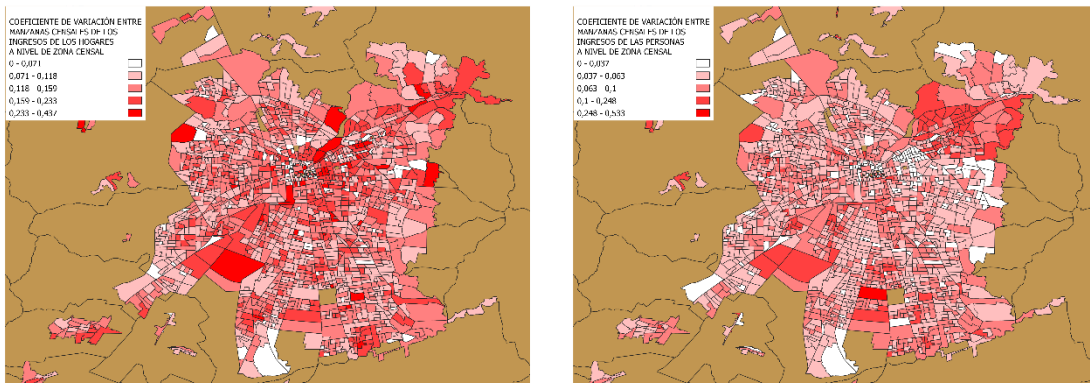 COEFICIENTE DE VARIACIÓN ENTRE
MANZANAS CENSALES DE LOS
INGRESOS DE LOS HOGARES
A NIVEL DE ZONA CENSAL
0 - 0,071
0,071 - 0,118
0,118 - 0,159
0,159 - 0,233
0,233 - 0,437
COEFICIENTE DE VARIACIÓN ENTRE
MANZANAS CENSALES DE LOS
INGRESOS DE LAS PERSONAS
A NIVEL DE ZONA CENSAL
0 - 0,037
0,037 - 0,063
0,063 0,1
0,1 - 0,248
0,248 - 0,533